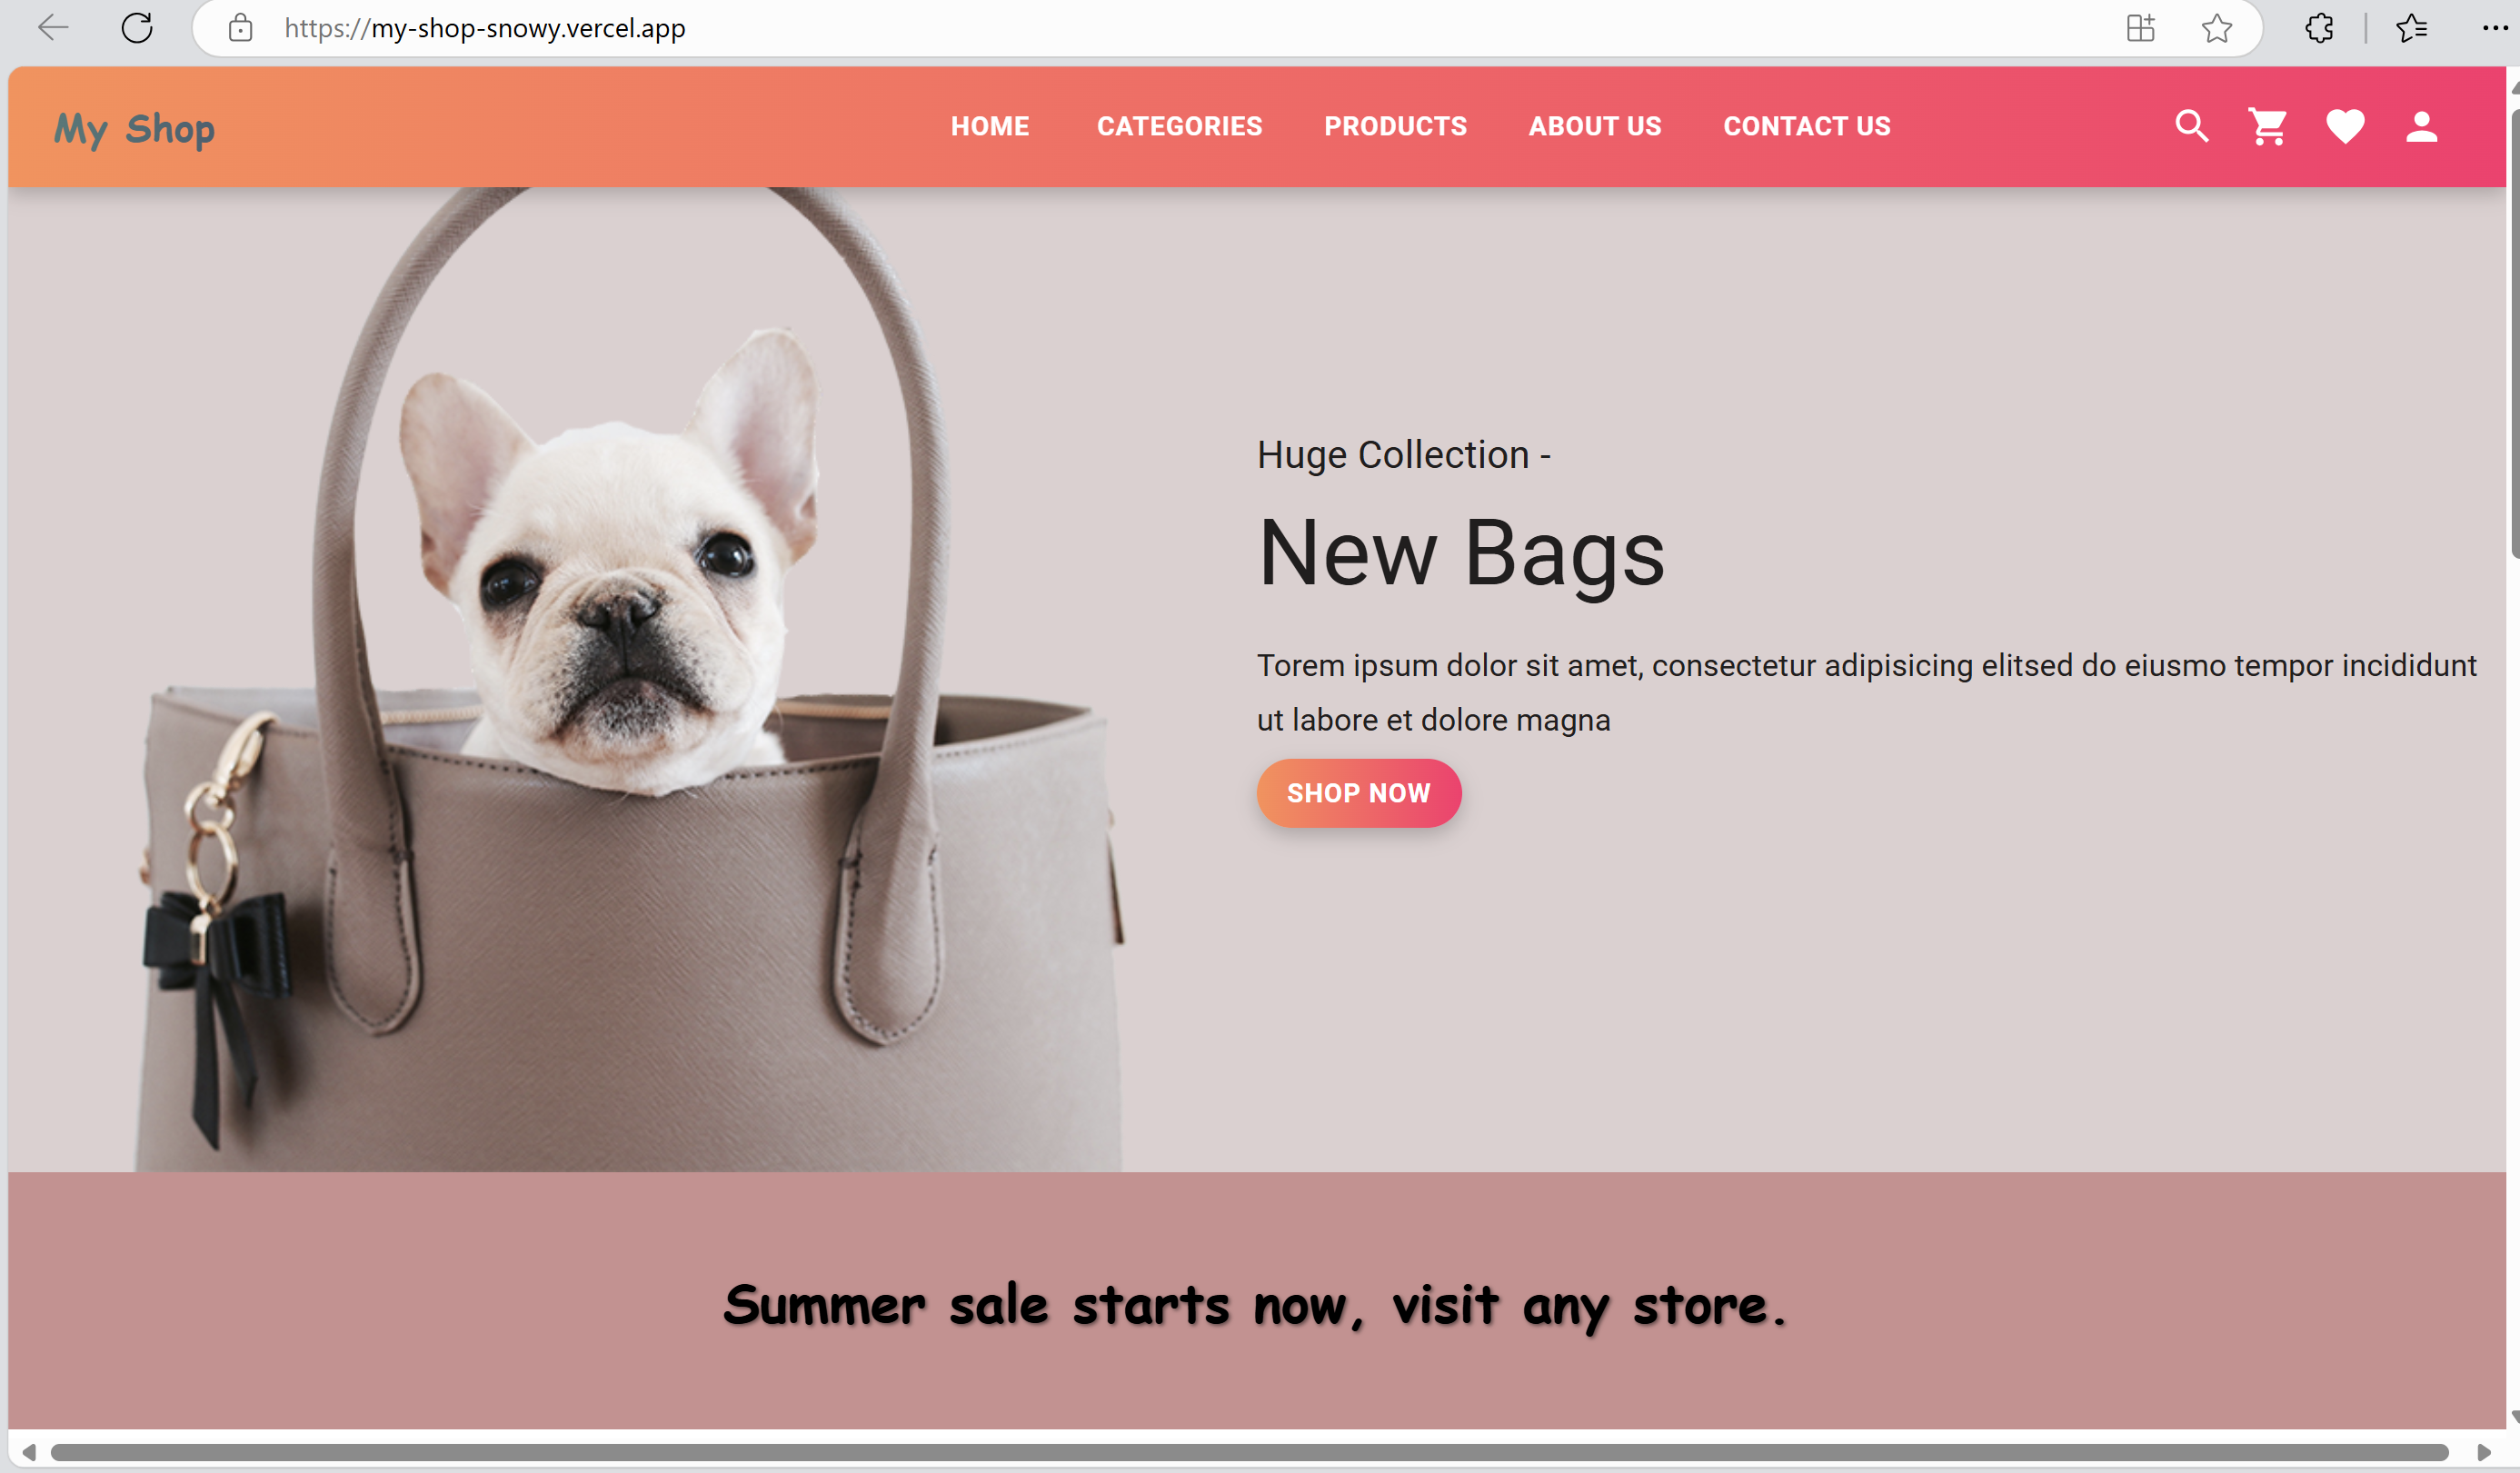 https://my-shop-snowy.vercel.app
My Shop
HOME
CATEGORIES
PRODUCTS
ABOUT US
CONTACT US
Huge Collection -
New Bags
Torem ipsum dolor sit amet, consectetur adipisicing elitsed do eiusmo tempor incididunt
ut labore et dolore magna
SHOP NOW
Summer sale starts now, visit any store.